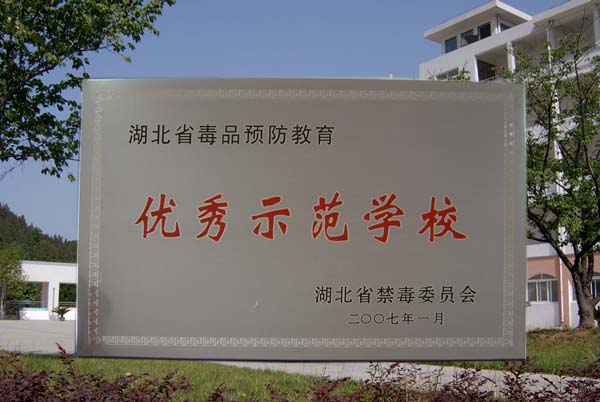 湖北省毒品预防教育
优秀示范学校
湖北省禁毒委员会
二〇〇七年一月